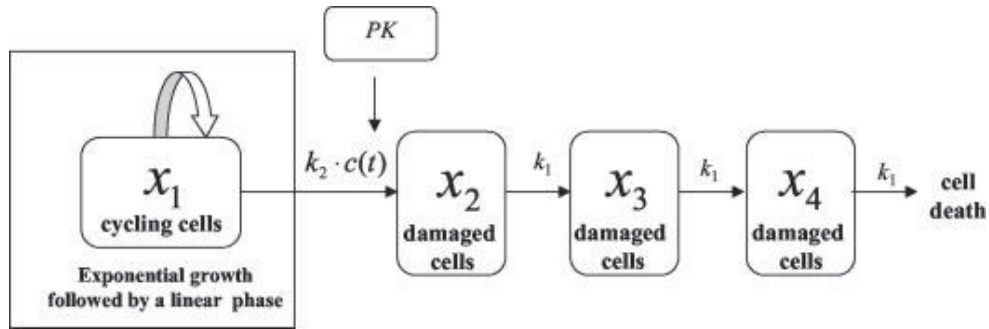 PK
x₁
cycling cells
Exponential growth
followed by a linear phase
k₂ · c(t)
x₂
damaged
cells
k₁
x₃
damaged
cells
k₁
x₄
damaged
cells
k₁
cell
death